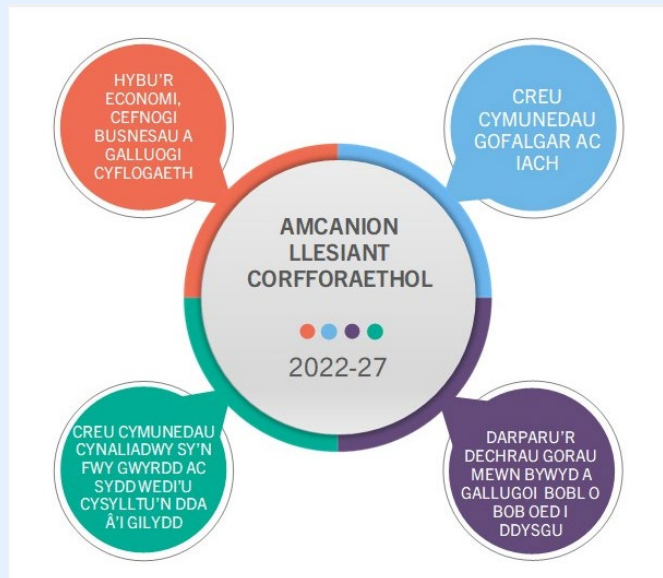 HYBU'R
ECONOMI,
CEFNOGI
BUSNESAU A
GALLUOGI
CYFLOGAETH
CREU
CYMUNEDAU
GOFALGAR AC
IACH
AMCANION
LLESIANT
CORFFORAETHOL
2022-27
CREU CYMUNEDAU
CYNALIADWY SY'N
FWY GWYRDD AC
SYDD WEDI'U
CYSYLLTU'N DDA
Â'I GILYDD
DARPARU'R
DECHRAU GORAU
MEWN BYWYD A
GALLUGOI BOBL O
BOB OED I
DDYSGU